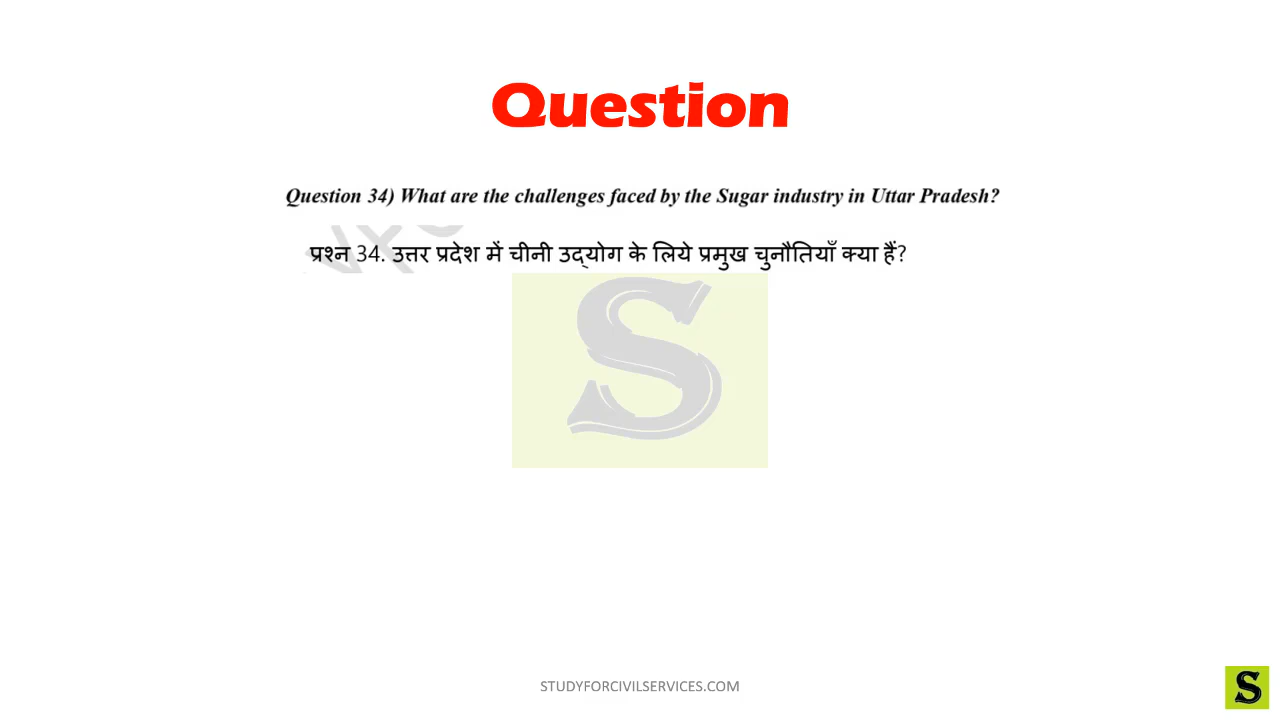 Question
Question 34) What are the challenges faced by the Sugar industry in Uttar Pradesh?
प्रश्न 34. उत्तर प्रदेश में चीनी उद्योग के लिये प्रमुख चुनौतियाँ क्या हैं?
S
STUDYFORCIVILSERVICES.COM
S